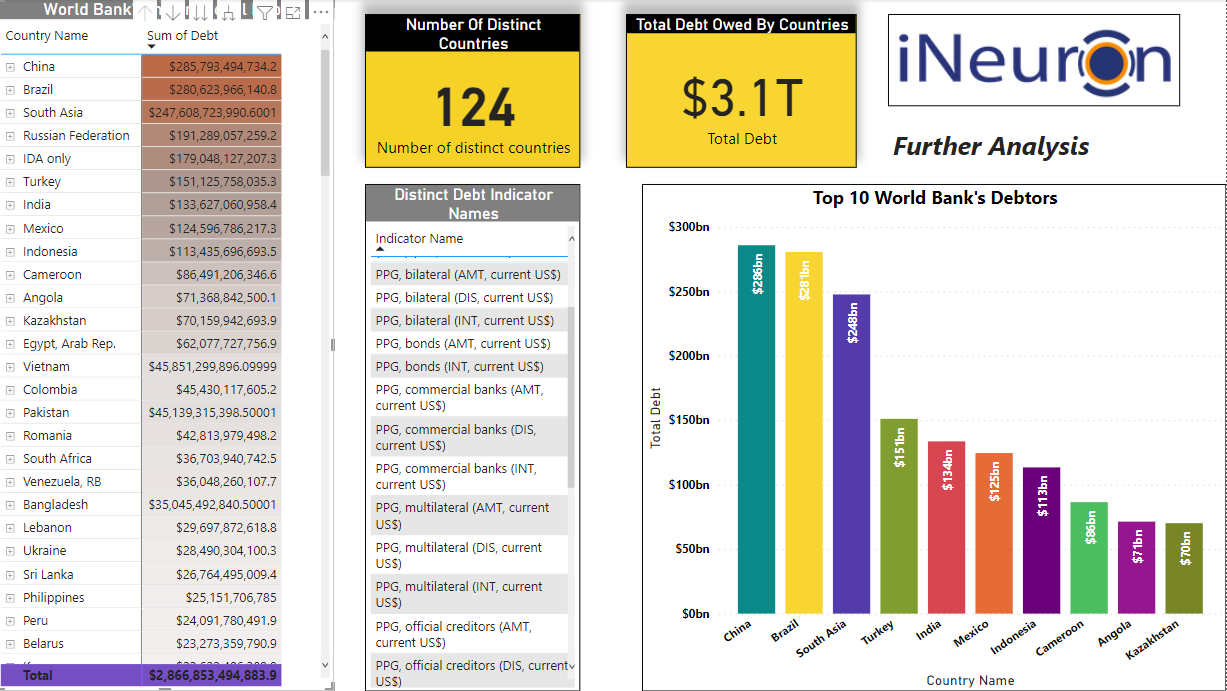 World Bank
Country Name Sum of Debt
China $285,793,494,734.2
Brazil $280,623,966,140.8
South Asia $247,608,723,990.6001
Russian Federation $191,289,057,259.2
IDA only $179,048,127,207.3
Turkey $151,125,758,035.3
India $133,627,060,958.4
Mexico $124,596,786,217.3
Indonesia $113,435,696,693.5
Cameroon $86,491,206,346.6
Angola $71,368,842,500.1
Kazakhstan $70,159,942,693.9
Egypt, Arab Rep. $62,077,727,756.9
Vietnam $45,851,299,896.09999
Colombia $45,430,117,605.2
Pakistan $45,139,315,398.50001
Romania $42,813,979,498.2
South Africa $36,703,940,742.5
Venezuela, RB $36,048,260,107.7
Bangladesh $35,045,492,840.50001
Lebanon $29,697,872,618.8
Ukraine $28,490,304,100.3
Sri Lanka $26,764,495,009.4
Philippines $25,151,706,785
Peru $24,091,780,491.9
Belarus $23,273,359,790.9
Total $2,866,853,494,883.9
Number Of Distinct
Countries
124
Number of distinct countries
Total Debt Owed By Countries
$3.1T
Total Debt
iNeuron
Further Analysis
Distinct Debt Indicator
Names
Indicator Name
PPG, bilateral (AMT, current US$)
PPG, bilateral (DIS, current US$)
PPG, bilateral (INT, current US$)
PPG, bonds (AMT, current US$)
PPG, bonds (INT, current US$)
PPG, commercial banks (AMT,
current US$)
PPG, commercial banks (DIS,
current US$)
PPG, commercial banks (INT,
current US$)
PPG, multilateral (AMT, current
US$)
PPG, multilateral (DIS, current
US$)
PPG, multilateral (INT, current
US$)
PPG, official creditors (AMT,
current US$)
PPG, official creditors (DIS, current
US$)
Top 10 World Bank's Debtors
$300bn
$250bn
$200bn
$150bn
$100bn
$50bn
$0bn
Total Debt
$286bn
$281bn
$248bn
$151bn
$134bn
$125bn
$113bn
$86bn
$71bn
$70bn
China
Brazil
South Asia
Turkey
India
Mexico
Indonesia
Cameroon
Angola
Kazakhstan
Country Name